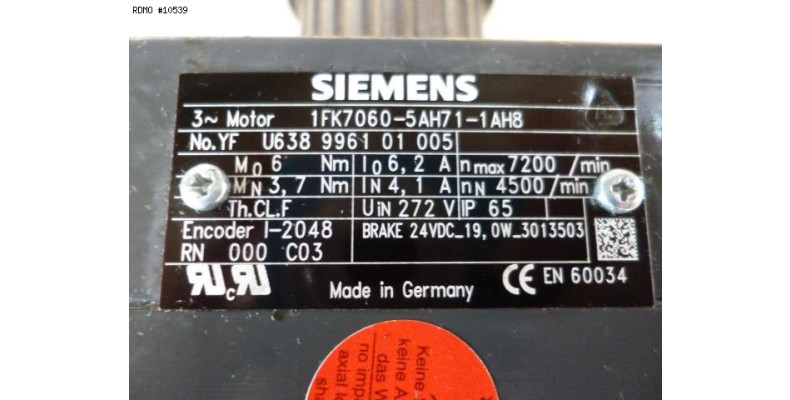 RDMO #10539
SIEMENS
3~ Motor 1FK7060-5AH71-1AH8
No.YF U638 9961 01 005
M0 6 Nm I0 6,2 A nmax 7200 /min
MN 3,7 Nm IN 4,1 A nN 4500 /min
Th.CL.F UiN 272 V IP 65
Encoder I-2048 BRAKE 24VDC_19,0W_3013503
RN 000 C03
Made in Germany CE EN 60034
Keine
keine A
das W
no imp
axial l
sh